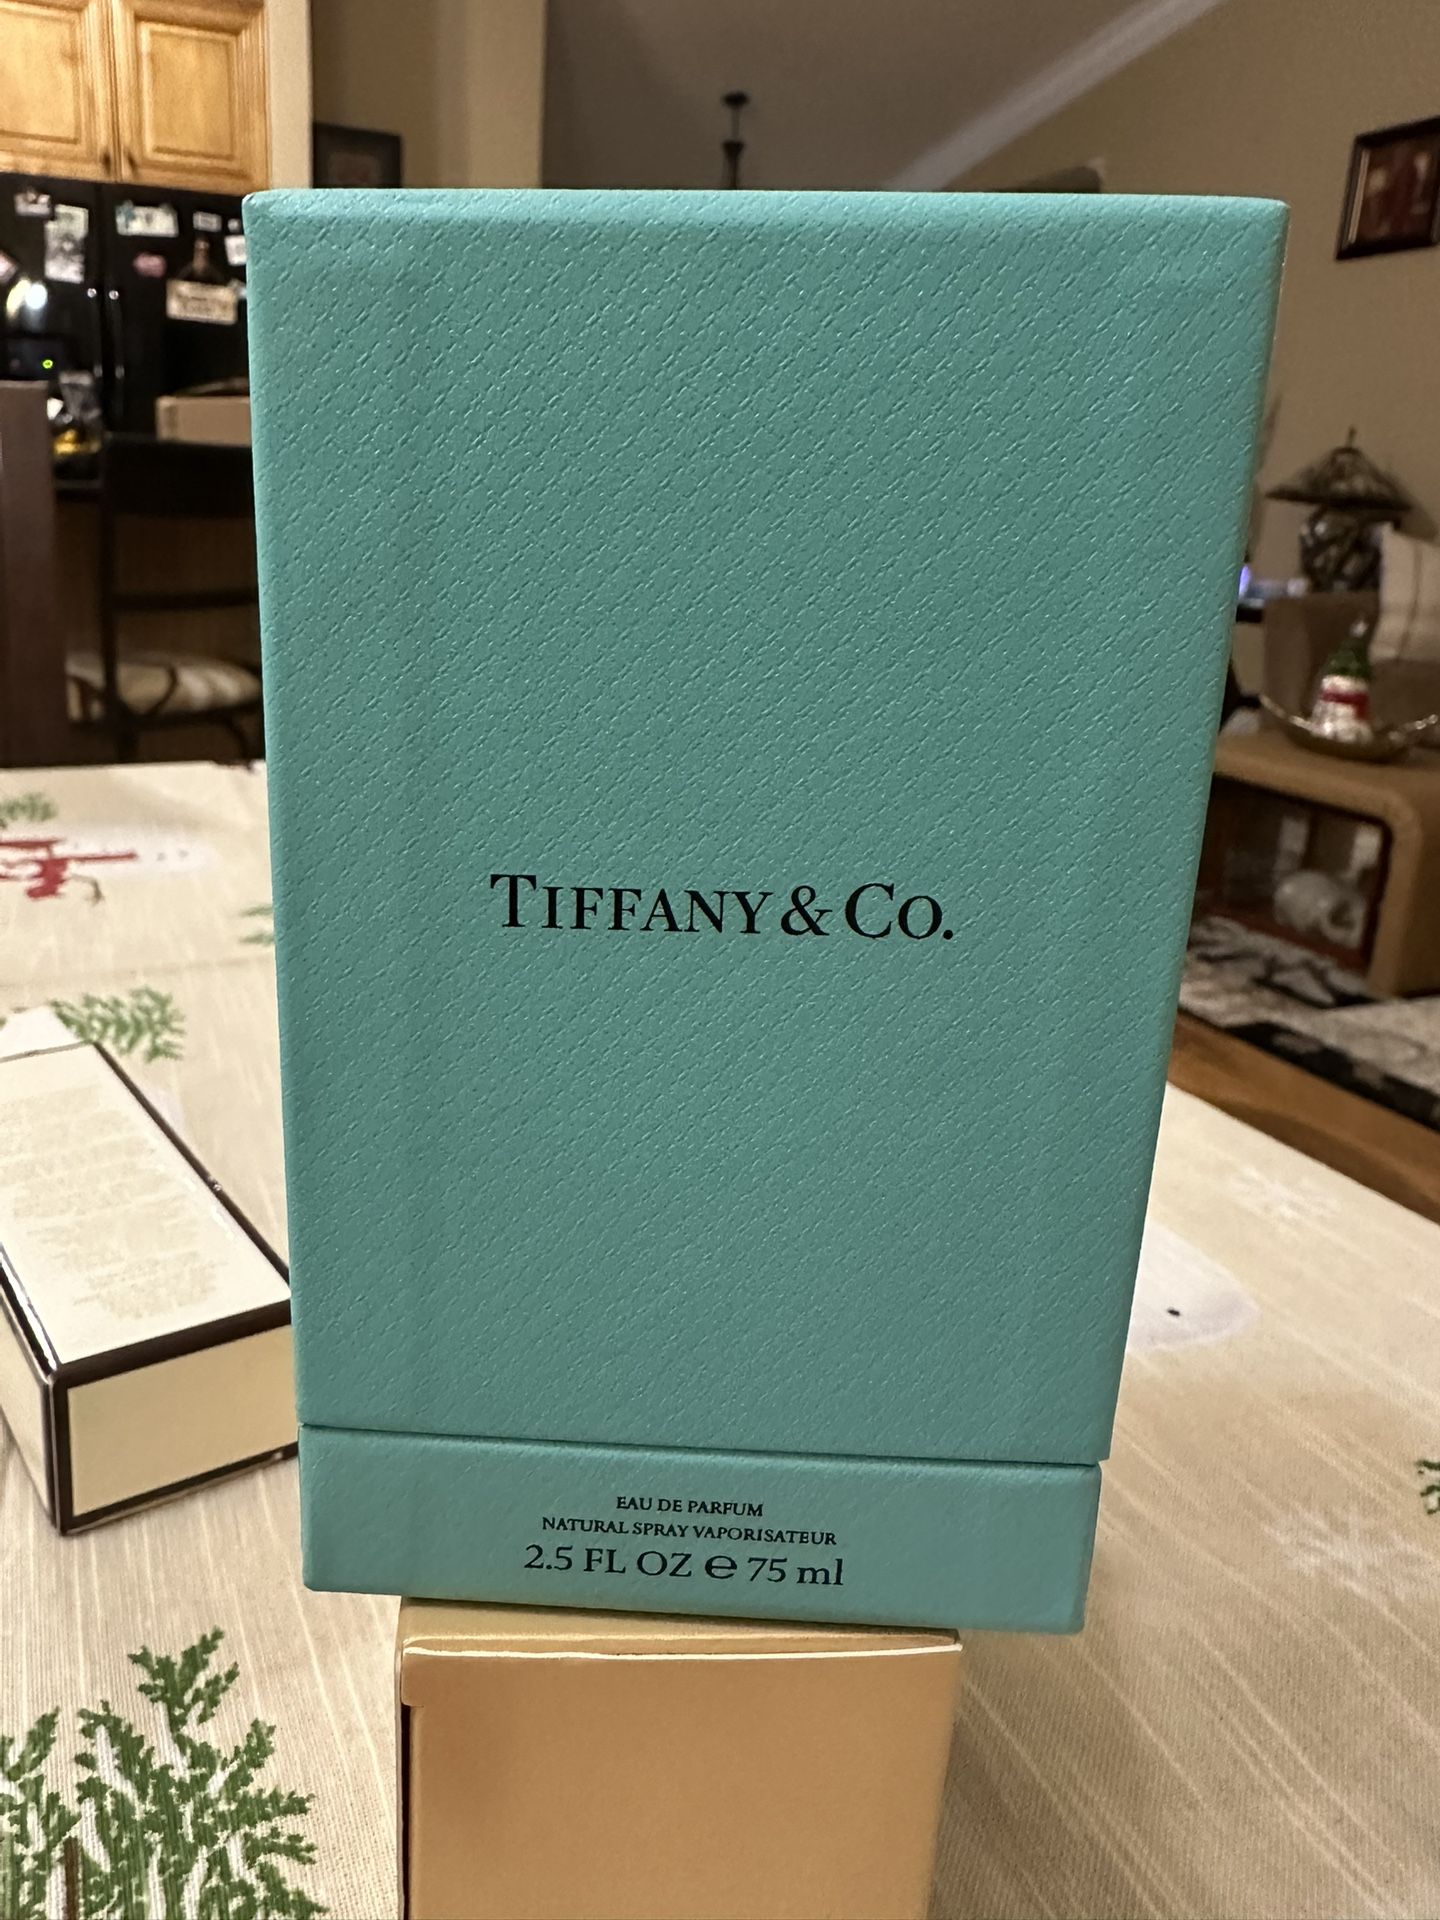 TIFFANY & CO.
EAU DE PARFUM
NATURAL SPRAY VAPORISATEUR
2.5 FL OZ ℮ 75 ml